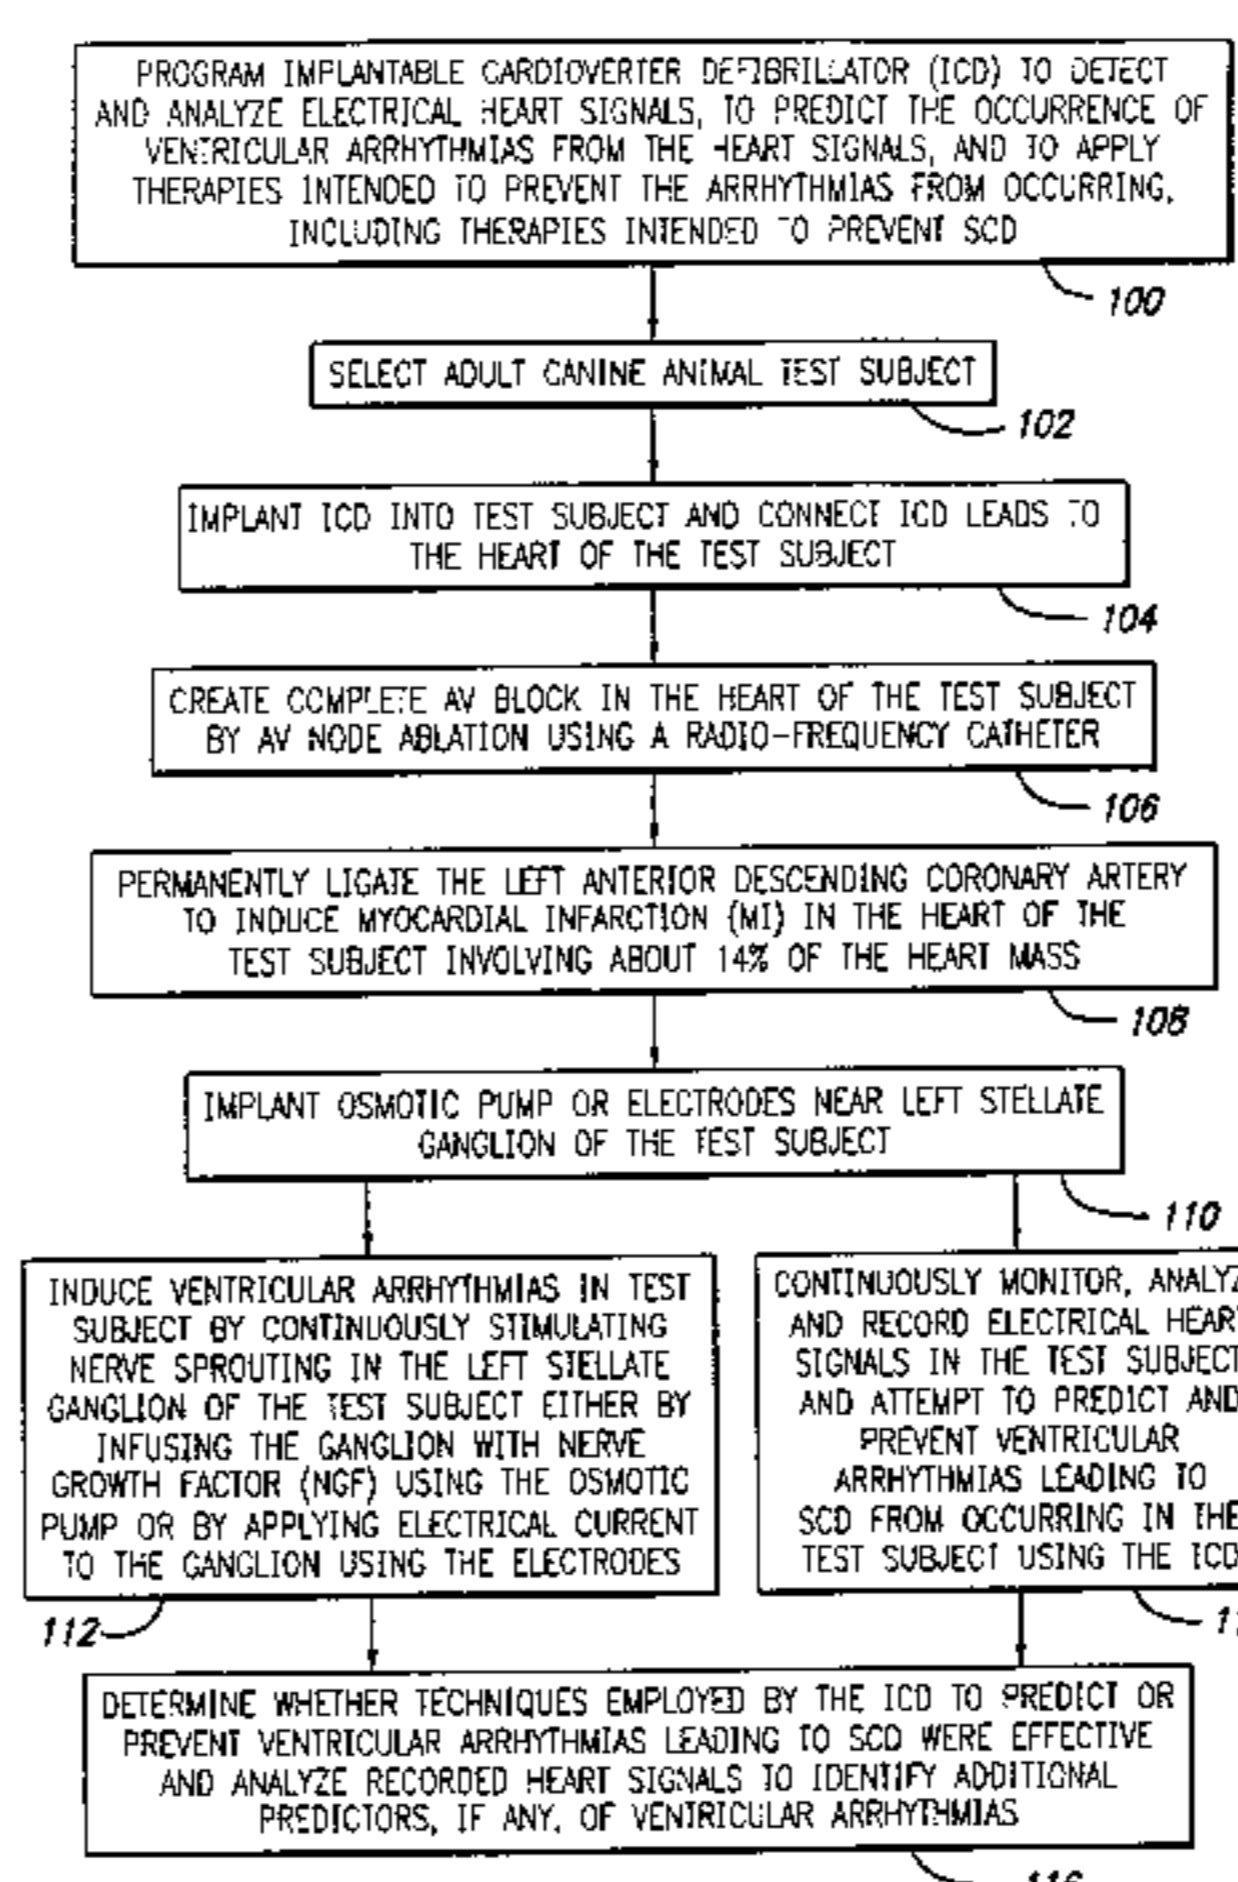 PROGRAM IMPLANTABLE CARDIOVERTER DEFIBRILLATOR (ICD) TO DETECT
AND ANALYZE ELECTRICAL HEART SIGNALS, TO PREDICT THE OCCURRENCE OF
VENTRICULAR ARRHYTHMIAS FROM THE HEART SIGNALS, AND TO APPLY
THERAPIES INTENDED TO PREVENT THE ARRHYTHMIAS FROM OCCURRING,
INCLUDING THERAPIES INTENDED TO PREVENT SCD
100
SELECT ADULT CANINE ANIMAL TEST SUBJECT
102
IMPLANT ICD INTO TEST SUBJECT AND CONNECT ICD LEADS TO
THE HEART OF THE TEST SUBJECT
104
CREATE COMPLETE AV BLOCK IN THE HEART OF THE TEST SUBJECT
BY AV NODE ABLATION USING A RADIO-FREQUENCY CATHETER
106
PERMANENTLY LIGATE THE LEFT ANTERIOR DESCENDING CORONARY ARTERY
TO INDUCE MYOCARDIAL INFARCTION (MI) IN THE HEART OF THE
TEST SUBJECT INVOLVING ABOUT 14% OF THE HEART MASS
108
IMPLANT OSMOTIC PUMP OR ELECTRODES NEAR LEFT STELLATE
GANGLION OF THE TEST SUBJECT
110
INDUCE VENTRICULAR ARRHYTHMIAS IN TEST
SUBJECT BY CONTINUOUSLY STIMULATING
NERVE SPROUTING IN THE LEFT STELLATE
GANGLION OF THE TEST SUBJECT EITHER BY
INFUSING THE GANGLION WITH NERVE
GROWTH FACTOR (NGF) USING THE OSMOTIC
PUMP OR BY APPLYING ELECTRICAL CURRENT
TO THE GANGLION USING THE ELECTRODES
112
CONTINUOUSLY MONITOR,
AND RECORD ELECTRICAL HEART
SIGNALS IN THE TEST SUBJECT
AND ATTEMPT TO PREDICT AND
PREVENT VENTRICULAR
ARRHYTHMIAS LEADING TO
SCD FROM OCCURRING IN THE
TEST SUBJECT USING THE ICD
DETERMINE WHETHER TECHNIQUES EMPLOYED BY THE ICD TO PREDICT OR
PREVENT VENTRICULAR ARRHYTHMIAS LEADING TO SCD WERE EFFECTIVE
AND ANALYZE RECORDED HEART SIGNALS TO IDENTIFY ADDITIONAL
PREDICTORS, IF ANY, OF VENTRICULAR ARRHYTHMIAS